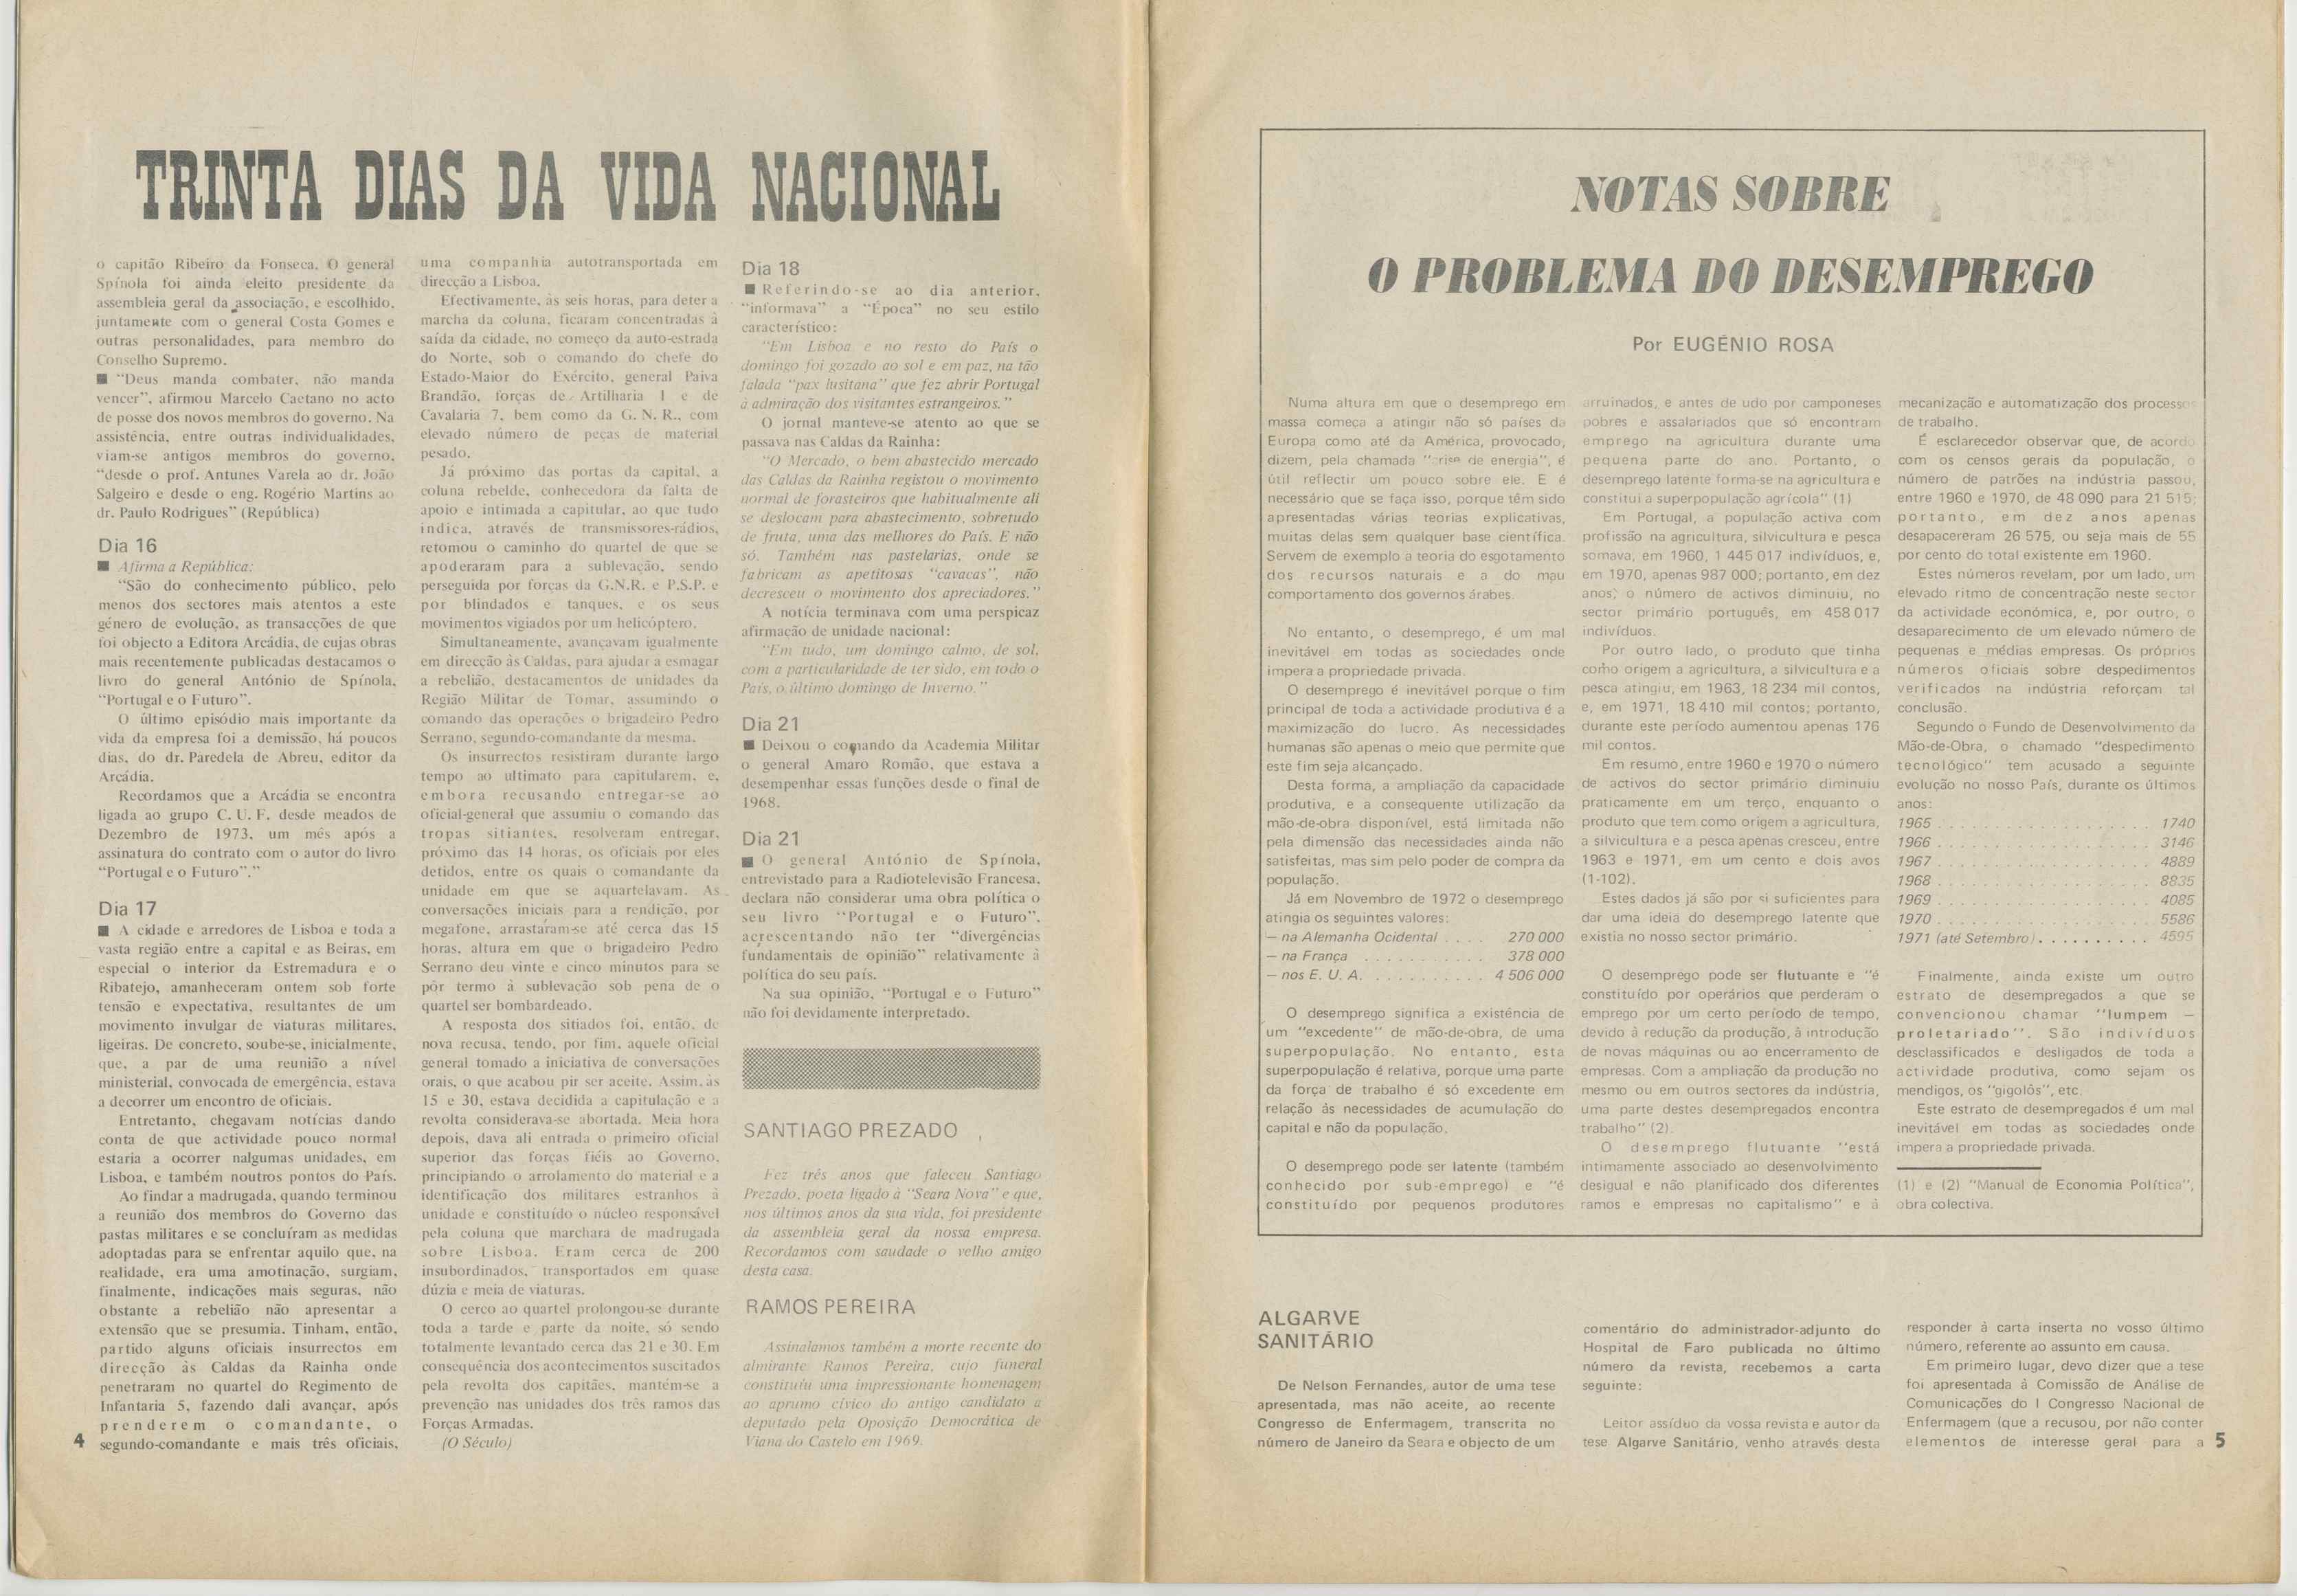 TRINTA DIAS DA VIDA NACIONAL
o capitão Ribeiro da Fonseca. O general
Spínola foi ainda eleito presidente da
assembleia geral da associação, e escolhido,
juntamente com o general Costa Gomes e
outras personalidades, para membro do
Conselho Supremo.
■ “Deus manda combater, não manda
vencer”, afirmou Marcelo Caetano no acto
de posse dos novos membros do governo. Na
assistência, entre outras individualidades,
viam-se antigos membros do governo,
“desde o prof. Antunes Varela ao dr. João
Salgeiro e desde o eng. Rogério Martins ao
dr. Paulo Rodrigues” (República)
Dia 16
■ Afirma a República:
“São do conhecimento público, pelo
menos dos sectores mais atentos a este
género de evolução, as transacções de que
foi objecto a Editora Arcádia, de cujas obras
mais recentemente publicadas destacamos o
livro do general António de Spínola,
“Portugal e o Futuro”.
O último episódio mais importante da
vida da empresa foi a demissão, há poucos
dias, do dr. Paredela de Abreu, editor da
Arcádia.
Recordamos que a Arcádia se encontra
ligada ao grupo C. U. F. desde meados de
Dezembro de 1973, um mês após a
assinatura do contrato com o autor do livro
“Portugal e o Futuro”.”
Dia 17
■ A cidade e arredores de Lisboa e toda a
vasta região entre a capital e as Beiras, em
especial o interior da Estremadura e o
Ribatejo, amanheceram ontem sob forte
tensão e expectativa, resultantes de um
movimento invulgar de viaturas militares,
ligeiras. De concreto, soube-se, inicialmente,
que, a par de uma reunião a nível
ministerial, convocada de emergência, estava
a decorrer um encontro de oficiais.
Entretanto, chegavam notícias dando
conta de que actividade pouco normal
estaria a ocorrer nalgumas unidades, em
Lisboa, e também noutros pontos do País.
Ao findar a madrugada, quando terminou
a reunião dos membros do Governo das
pastas militares e se concluíram as medidas
adoptadas para se enfrentar aquilo que, na
realidade, era uma amotinação, surgiam,
finalmente, indicações mais seguras, não
obstante a rebelião não apresentar a
extensão que se presumia. Tinham, então,
partido alguns oficiais insurrectos em
direcção às Caldas da Rainha onde
penetraram no quartel do Regimento de
Infantaria 5, fazendo dali avançar, após
prenderem o comandante, o
segundo-comandante e mais três oficiais,
4
uma companhia autotransportada em
direcção a Lisboa.
Efectivamente, às seis horas, para deter a
marcha da coluna, ficaram concentradas à
saída da cidade, no começo da auto-estrada
do Norte, sob o comando do chefe do
Estado-Maior do Exército, general Paiva
Brandão, forças de Artilharia 1 e de
Cavalaria 7, bem como da G. N. R., com
elevado número de peças de material
pesado.
Já próximo das portas da capital, a
coluna rebelde, conhecedora da falta de
apoio e intimada a capitular, ao que tudo
indica, através de transmissores-rádios,
retomou o caminho do quartel de que se
apoderaram para a sublevação, sendo
perseguida por forças da G.N.R. e P.S.P. e
por blindados e tanques, e os seus
movimentos vigiados por um helicóptero.
Simultaneamente, avançavam igualmente
em direcção às Caldas, para ajudar a esmagar
a rebelião, destacamentos de unidades da
Região Militar de Tomar, assumindo o
comando das operações o brigadeiro Pedro
Serrano, segundo-comandante da mesma.
Os insurrectos resistiram durante largo
tempo ao ultimato para capitularem, e,
embora recusando entregar-se ao
oficial-general que assumiu o comando das
tropas sitiantes, resolveram entregar,
próximo das 14 horas, os oficiais por eles
detidos, entre os quais o comandante da
unidade em que se aquartelavam. As
conversações iniciais para a rendição, por
megafone, arrastaram-se até cerca das 15
horas, altura em que o brigadeiro Pedro
Serrano deu vinte e cinco minutos para se
pôr termo à sublevação sob pena de o
quartel ser bombardeado.
A resposta dos sitiados foi, então, de
nova recusa, tendo, por fim, aquele oficial
general tomado a iniciativa de conversações
orais, o que acabou pir ser aceite. Assim, às
15 e 30, estava decidida a capitulação e a
revolta considerava-se abortada. Meia hora
depois, dava ali entrada o primeiro oficial
superior das forças fiéis ao Governo,
principiando o arrolamento do material e a
identificação dos militares estranhos à
unidade e constituído o núcleo responsável
pela coluna que marchara de madrugada
sobre Lisboa. Eram cerca de 200
insubordinados, transportados em quase
dúzia e meia de viaturas.
O cerco ao quartel prolongou-se durante
toda a tarde e parte da noite, só sendo
totalmente levantado cerca das 21 e 30. Em
consequência dos acontecimentos suscitados
pela revolta dos capitães, mantém-se a
prevenção nas unidades dos três ramos das
Forças Armadas.
(O Século)
Dia 18
■ Referindo-se ao dia anterior,
“informava” a “Época” no seu estilo
característico:
“Em Lisboa e no resto do País o
domingo foi gozado ao sol e em paz, na tão
falada “pax lusitana” que fez abrir Portugal
à admiração dos visitantes estrangeiros.”
O jornal manteve-se atento ao que se
passava nas Caldas da Rainha:
“O Mercado, o bem abastecido mercado
das Caldas da Rainha registou o movimento
normal de forasteiros que habitualmente ali
se deslocam para abastecimento, sobretudo
de fruta, uma das melhores do País. E não
só. Também nas pastelarias, onde se
fabricam as apetitosas “cavacas”, não
decresceu o movimento dos apreciadores.”
A notícia terminava com uma perspicaz
afirmação de unidade nacional:
“Em tudo, um domingo calmo, de sol,
com a particularidade de ter sido, em todo o
País, o último domingo de Inverno.”
Dia 21
■ Deixou o comando da Academia Militar
o general Amaro Romão, que estava a
desempenhar essas funções desde o final de
1968.
Dia 21
■ O general António de Spínola,
entrevistado para a Radiotelevisão Francesa,
declara não considerar uma obra política o
seu livro “Portugal e o Futuro”,
acrescentando não ter “divergências
fundamentais de opinião” relativamente à
política do seu país.
Na sua opinião, “Portugal e o Futuro”
não foi devidamente interpretado.
SANTIAGO PREZADO
Fez três anos que faleceu Santiago
Prezado, poeta ligado à “Seara Nova” e que,
nos últimos anos da sua vida, foi presidente
da assembleia geral da nossa empresa.
Recordamos com saudade o velho amigo
desta casa.
RAMOS PEREIRA
Assinalamos também a morte recente do
almirante Ramos Pereira, cujo funeral
constituiu uma impressionante homenagem
ao aprumo cívico do antigo candidato a
deputado pela Oposição Democrática de
Viana do Castelo em 1969.
NOTAS SOBRE
O PROBLEMA DO DESEMPREGO
Por EUGÉNIO ROSA
Numa altura em que o desemprego em
massa começa a atingir não só países da
Europa como até da América, provocado,
dizem, pela chamada “crise de energia”, é
útil reflectir um pouco sobre ele. E é
necessário que se faça isso, porque têm sido
apresentadas várias teorias explicativas,
muitas delas sem qualquer base científica.
Servem de exemplo a teoria do esgotamento
dos recursos naturais e a do mau
comportamento dos governos árabes.
No entanto, o desemprego, é um mal
inevitável em todas as sociedades onde
impera a propriedade privada.
O desemprego é inevitável porque o fim
principal de toda a actividade produtiva é a
maximização do lucro. As necessidades
humanas são apenas o meio que permite que
este fim seja alcançado.
Desta forma, a ampliação da capacidade
produtiva, e a consequente utilização da
mão-de-obra disponível, está limitada não
pela dimensão das necessidades ainda não
satisfeitas, mas sim pelo poder de compra da
população.
Já em Novembro de 1972 o desemprego
atingia os seguintes valores:
— na Alemanha Ocidental . . . . 270 000
— na França . . . . . . . . . . . 378 000
— nos E. U. A. . . . . . . . . . . 4 506 000
O desemprego significa a existência de
um “excedente” de mão-de-obra, de uma
superpopulação. No entanto, esta
superpopulação é relativa, porque uma parte
da força de trabalho é só excedente em
relação às necessidades de acumulação do
capital e não da população.
O desemprego pode ser latente (também
conhecido por sub-emprego) e “é
constituído por pequenos produtores
arruinados, e antes de udo por camponeses
pobres e assalariados que só encontram
emprego na agricultura durante uma
pequena parte do ano. Portanto, o
desemprego latente forma-se na agricultura e
constitui a superpopulação agrícola” (1)
Em Portugal, a população activa com
profissão na agricultura, silvicultura e pesca
somava, em 1960, 1 445 017 indivíduos, e,
em 1970, apenas 987 000; portanto, em dez
anos, o número de activos diminuiu, no
sector primário português, em 458 017
indivíduos.
Por outro lado, o produto que tinha
como origem a agricultura, a silvicultura e a
pesca atingiu, em 1963, 18 234 mil contos,
e, em 1971, 18 410 mil contos; portanto,
durante este período aumentou apenas 176
mil contos.
Em resumo, entre 1960 e 1970 o número
de activos do sector primário diminuiu
praticamente em um terço, enquanto o
produto que tem como origem a agricultura,
a silvicultura e a pesca apenas cresceu, entre
1963 e 1971, em um cento e dois avos
(1-102).
Estes dados já são por si suficientes para
dar uma ideia do desemprego latente que
existia no nosso sector primário.
O desemprego pode ser flutuante e “é
constituído por operários que perderam o
emprego por um certo período de tempo,
devido à redução da produção, à introdução
de novas máquinas ou ao encerramento de
empresas. Com a ampliação da produção no
mesmo ou em outros sectores da indústria,
uma parte destes desempregados encontra
trabalho” (2).
O desemprego flutuante “está
intimamente associado ao desenvolvimento
desigual e não planificado dos diferentes
ramos e empresas no capitalismo” e à
mecanização e automatização dos processos
de trabalho.
É esclarecedor observar que, de acordo
com os censos gerais da população, o
número de patrões na indústria passou,
entre 1960 e 1970, de 48 090 para 21 515;
portanto, em dez anos apenas
desapaceram 26 575, ou seja mais de 55
por cento do total existente em 1960.
Estes números revelam, por um lado, um
elevado ritmo de concentração neste sector
da actividade económica, e, por outro, o
desaparecimento de um elevado número de
pequenas e médias empresas. Os próprios
números oficiais sobre despedimentos
verificados na indústria reforçam tal
conclusão.
Segundo o Fundo de Desenvolvimento da
Mão-de-Obra, o chamado “despedimento
tecnológico” tem acusado a seguinte
evolução no nosso País, durante os últimos
anos:
1965 . . . . . . . . . . . . . . . . . . . 1740
1966 . . . . . . . . . . . . . . . . . . . 3146
1967 . . . . . . . . . . . . . . . . . . . 4889
1968 . . . . . . . . . . . . . . . . . . . 8835
1969 . . . . . . . . . . . . . . . . . . . 4085
1970 . . . . . . . . . . . . . . . . . . . 5586
1971 (até Setembro) . . . . . . . . . . 4595
Finalmente, ainda existe um outro
estrato de desempregados a que se
convencionou chamar “lumpem —
proletariado”. São indivíduos
desclassificados e desligados de toda a
actividade produtiva, como sejam os
mendigos, os “gigolôs”, etc.
Este estrato de desempregados é um mal
inevitável em todas as sociedades onde
impera a propriedade privada.
(1) e (2) “Manual de Economia Política”,
obra colectiva.
ALGARVE
SANITÁRIO
De Nelson Fernandes, autor de uma tese
apresentada, mas não aceite, ao recente
Congresso de Enfermagem, transcrita no
número de Janeiro da Seara e objecto de um
comentário do administrador-adjunto do
Hospital de Faro publicada no último
número da revista, recebemos a carta
seguinte:
Leitor assíduo da vossa revista e autor da
tese Algarve Sanitário, venho através desta
responder à carta inserta no vosso último
número, referente ao assunto em causa.
Em primeiro lugar, devo dizer que a tese
foi apresentada à Comissão de Análise de
Comunicações do I Congresso Nacional de
Enfermagem (que a recusou, por não conter
elementos de interesse geral para a
5